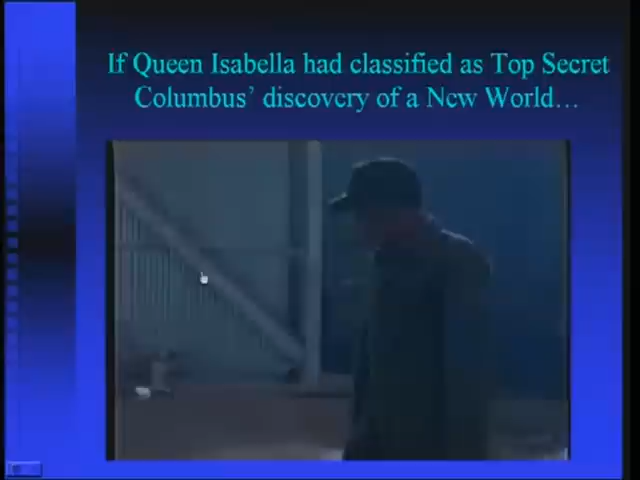 If Queen Isabella had classified as Top Secret
Columbus’ discovery of a New World…